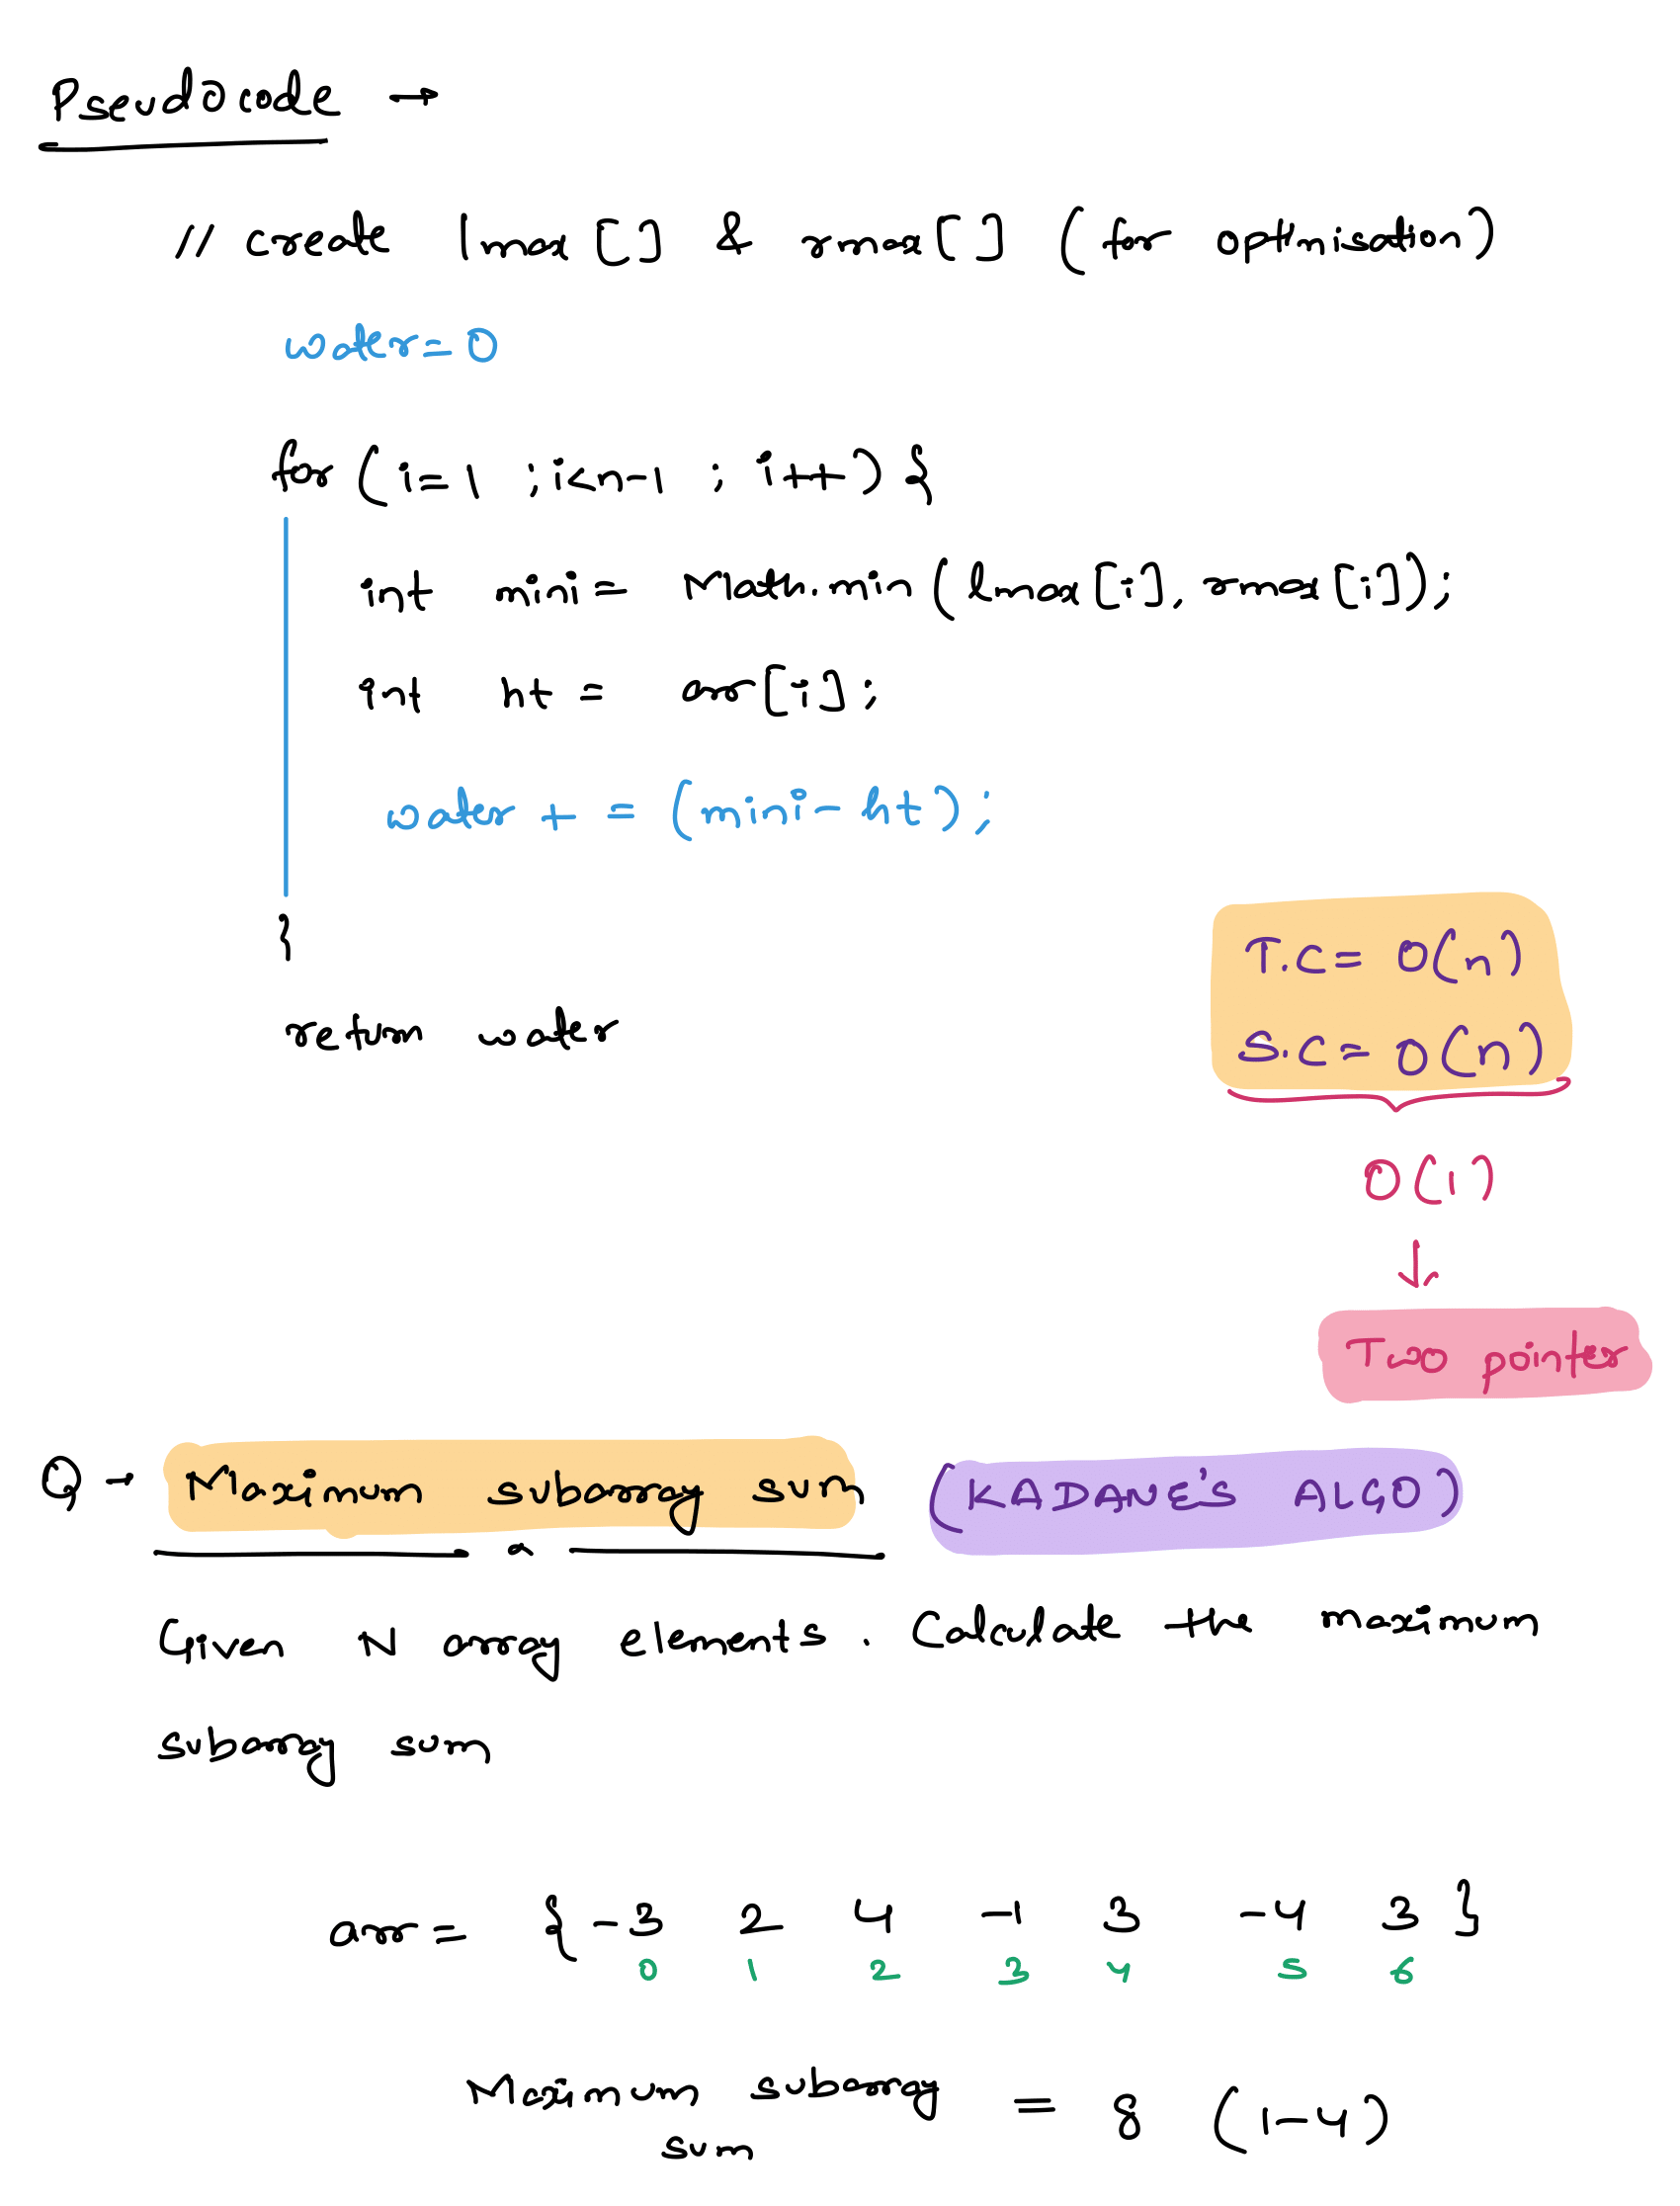 Pseudocode →
// create lmax[] & rmax[] (for optmisation)
water=0
for (i=1 ; i<n-1 ; i++) {
int mini= Math.min(lmax[i], rmax[i]);
int ht = arr[i];
water += (mini-ht);
}
return water
T.C= O(n)
S.C= O(n)
O(1)
↓
Two pointer
Q → Maximum subarray sum (KADANE'S ALGO)
Given N array elements. Calculate the maximum
subarray sum
arr= {-3 2 4 -1 3 -4 3}
0 1 2 3 4 5 6
Maximum subarray = 8 (1-4)
sum